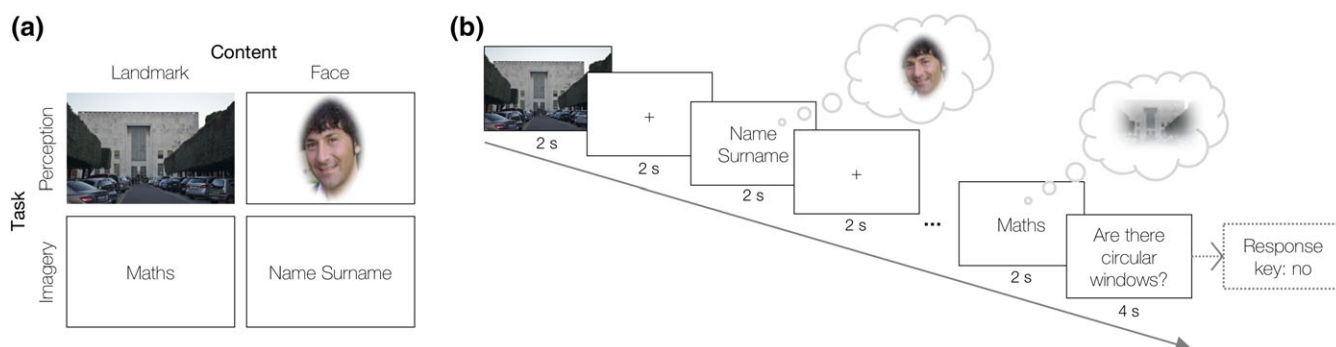 (a)
Content
Landmark
Face
Task
Perception
Imagery
Maths
Name Surname
(b)
2 s
+
2 s
Name
Surname
2 s
+
2 s
...
Maths
2 s
Are there
circular
windows?
4 s
Response
key: no